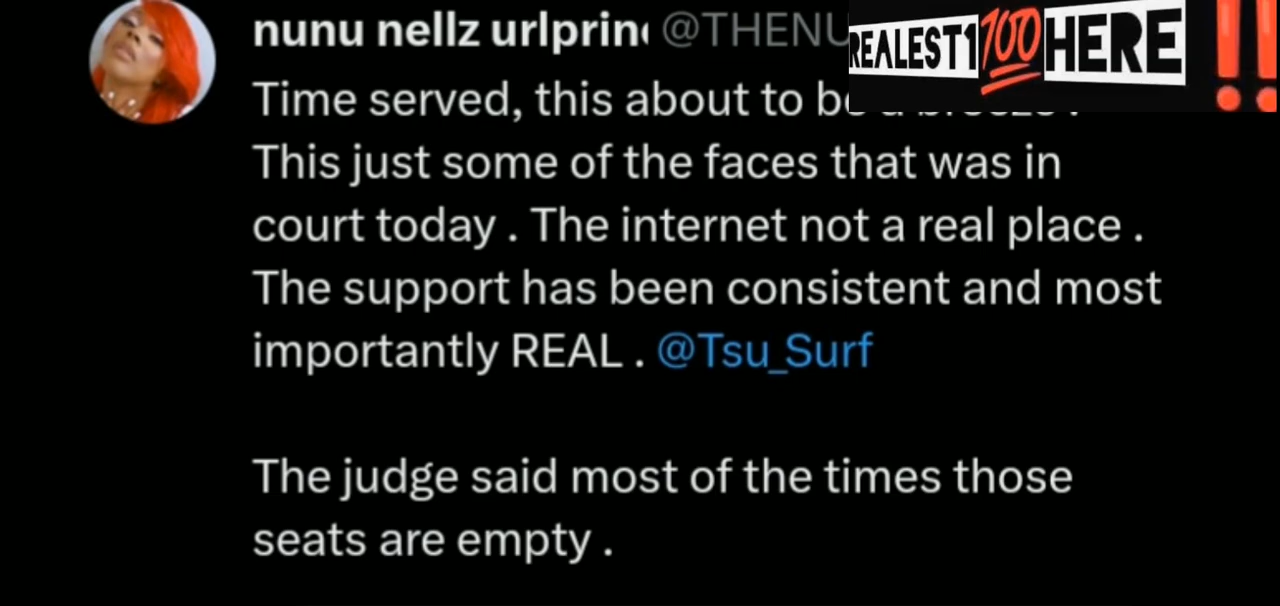 nunu nellz urlprin @THENU
REALEST1💯HERE‼️
Time served, this about to be a breeze .
This just some of the faces that was in
court today . The internet not a real place .
The support has been consistent and most
importantly REAL . @Tsu_Surf
The judge said most of the times those
seats are empty .